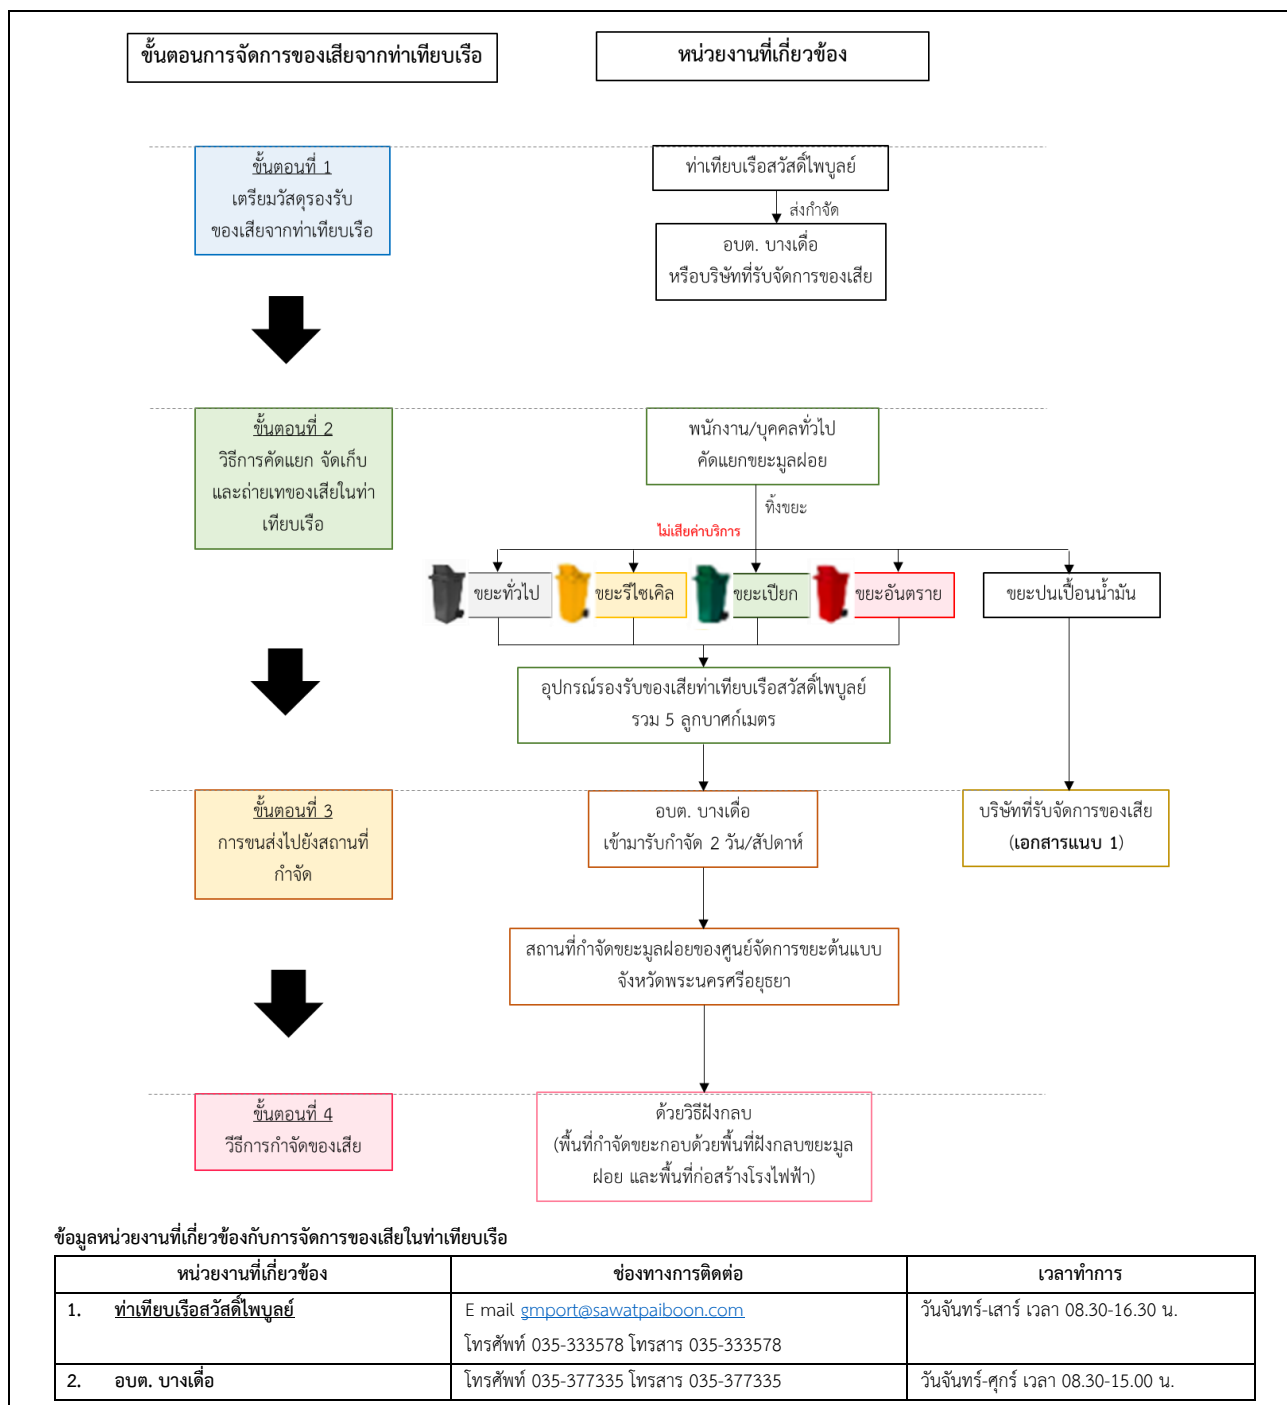 ขั้นตอนการจัดการของเสียจากท่าเทียบเรือ
หน่วยงานที่เกี่ยวข้อง
ขั้นตอนที่ 1
เตรียมวัสดุรองรับ
ของเสียจากท่าเทียบเรือ
ท่าเทียบเรือสวัสดิ์ไพบูลย์
ส่งกำจัด
อบต. บางเดื่อ
หรือบริษัทที่รับจัดการของเสีย
ขั้นตอนที่ 2
วิธีการคัดแยก จัดเก็บ
และถ่ายเทของเสียในท่า
เทียบเรือ
พนักงาน/บุคคลทั่วไป
คัดแยกขยะมูลฝอย
ทิ้งขยะ
ไม่เสียค่าบริการ
ขยะทั่วไป
ขยะรีไซเคิล
ขยะเปียก
ขยะอันตราย
ขยะปนเปื้อนน้ำมัน
อุปกรณ์รองรับของเสียท่าเทียบเรือสวัสดิ์ไพบูลย์
รวม 5 ลูกบาศก์เมตร
ขั้นตอนที่ 3
การขนส่งไปยังสถานที่
กำจัด
อบต. บางเดื่อ
เข้ามารับกำจัด 2 วัน/สัปดาห์
บริษัทที่รับจัดการของเสีย
(เอกสารแนบ 1)
สถานที่กำจัดขยะมูลฝอยของศูนย์จัดการขยะต้นแบบ
จังหวัดพระนครศรีอยุธยา
ขั้นตอนที่ 4
วีธีการกำจัดของเสีย
ด้วยวิธีฝังกลบ
(พื้นที่กำจัดขยะกอบด้วยพื้นที่ฝังกลบขยะมูล
ฝอย และพื้นที่ก่อสร้างโรงไฟฟ้า)
ข้อมูลหน่วยงานที่เกี่ยวข้องกับการจัดการของเสียในท่าเทียบเรือ
หน่วยงานที่เกี่ยวข้อง ช่องทางการติดต่อ เวลาทำการ
1. ท่าเทียบเรือสวัสดิ์ไพบูลย์ E mail gmport@sawatpaiboon.com วันจันทร์-เสาร์ เวลา 08.30-16.30 น.
โทรศัพท์ 035-333578 โทรสาร 035-333578
2. อบต. บางเดื่อ โทรศัพท์ 035-377335 โทรสาร 035-377335 วันจันทร์-ศุกร์ เวลา 08.30-15.00 น.